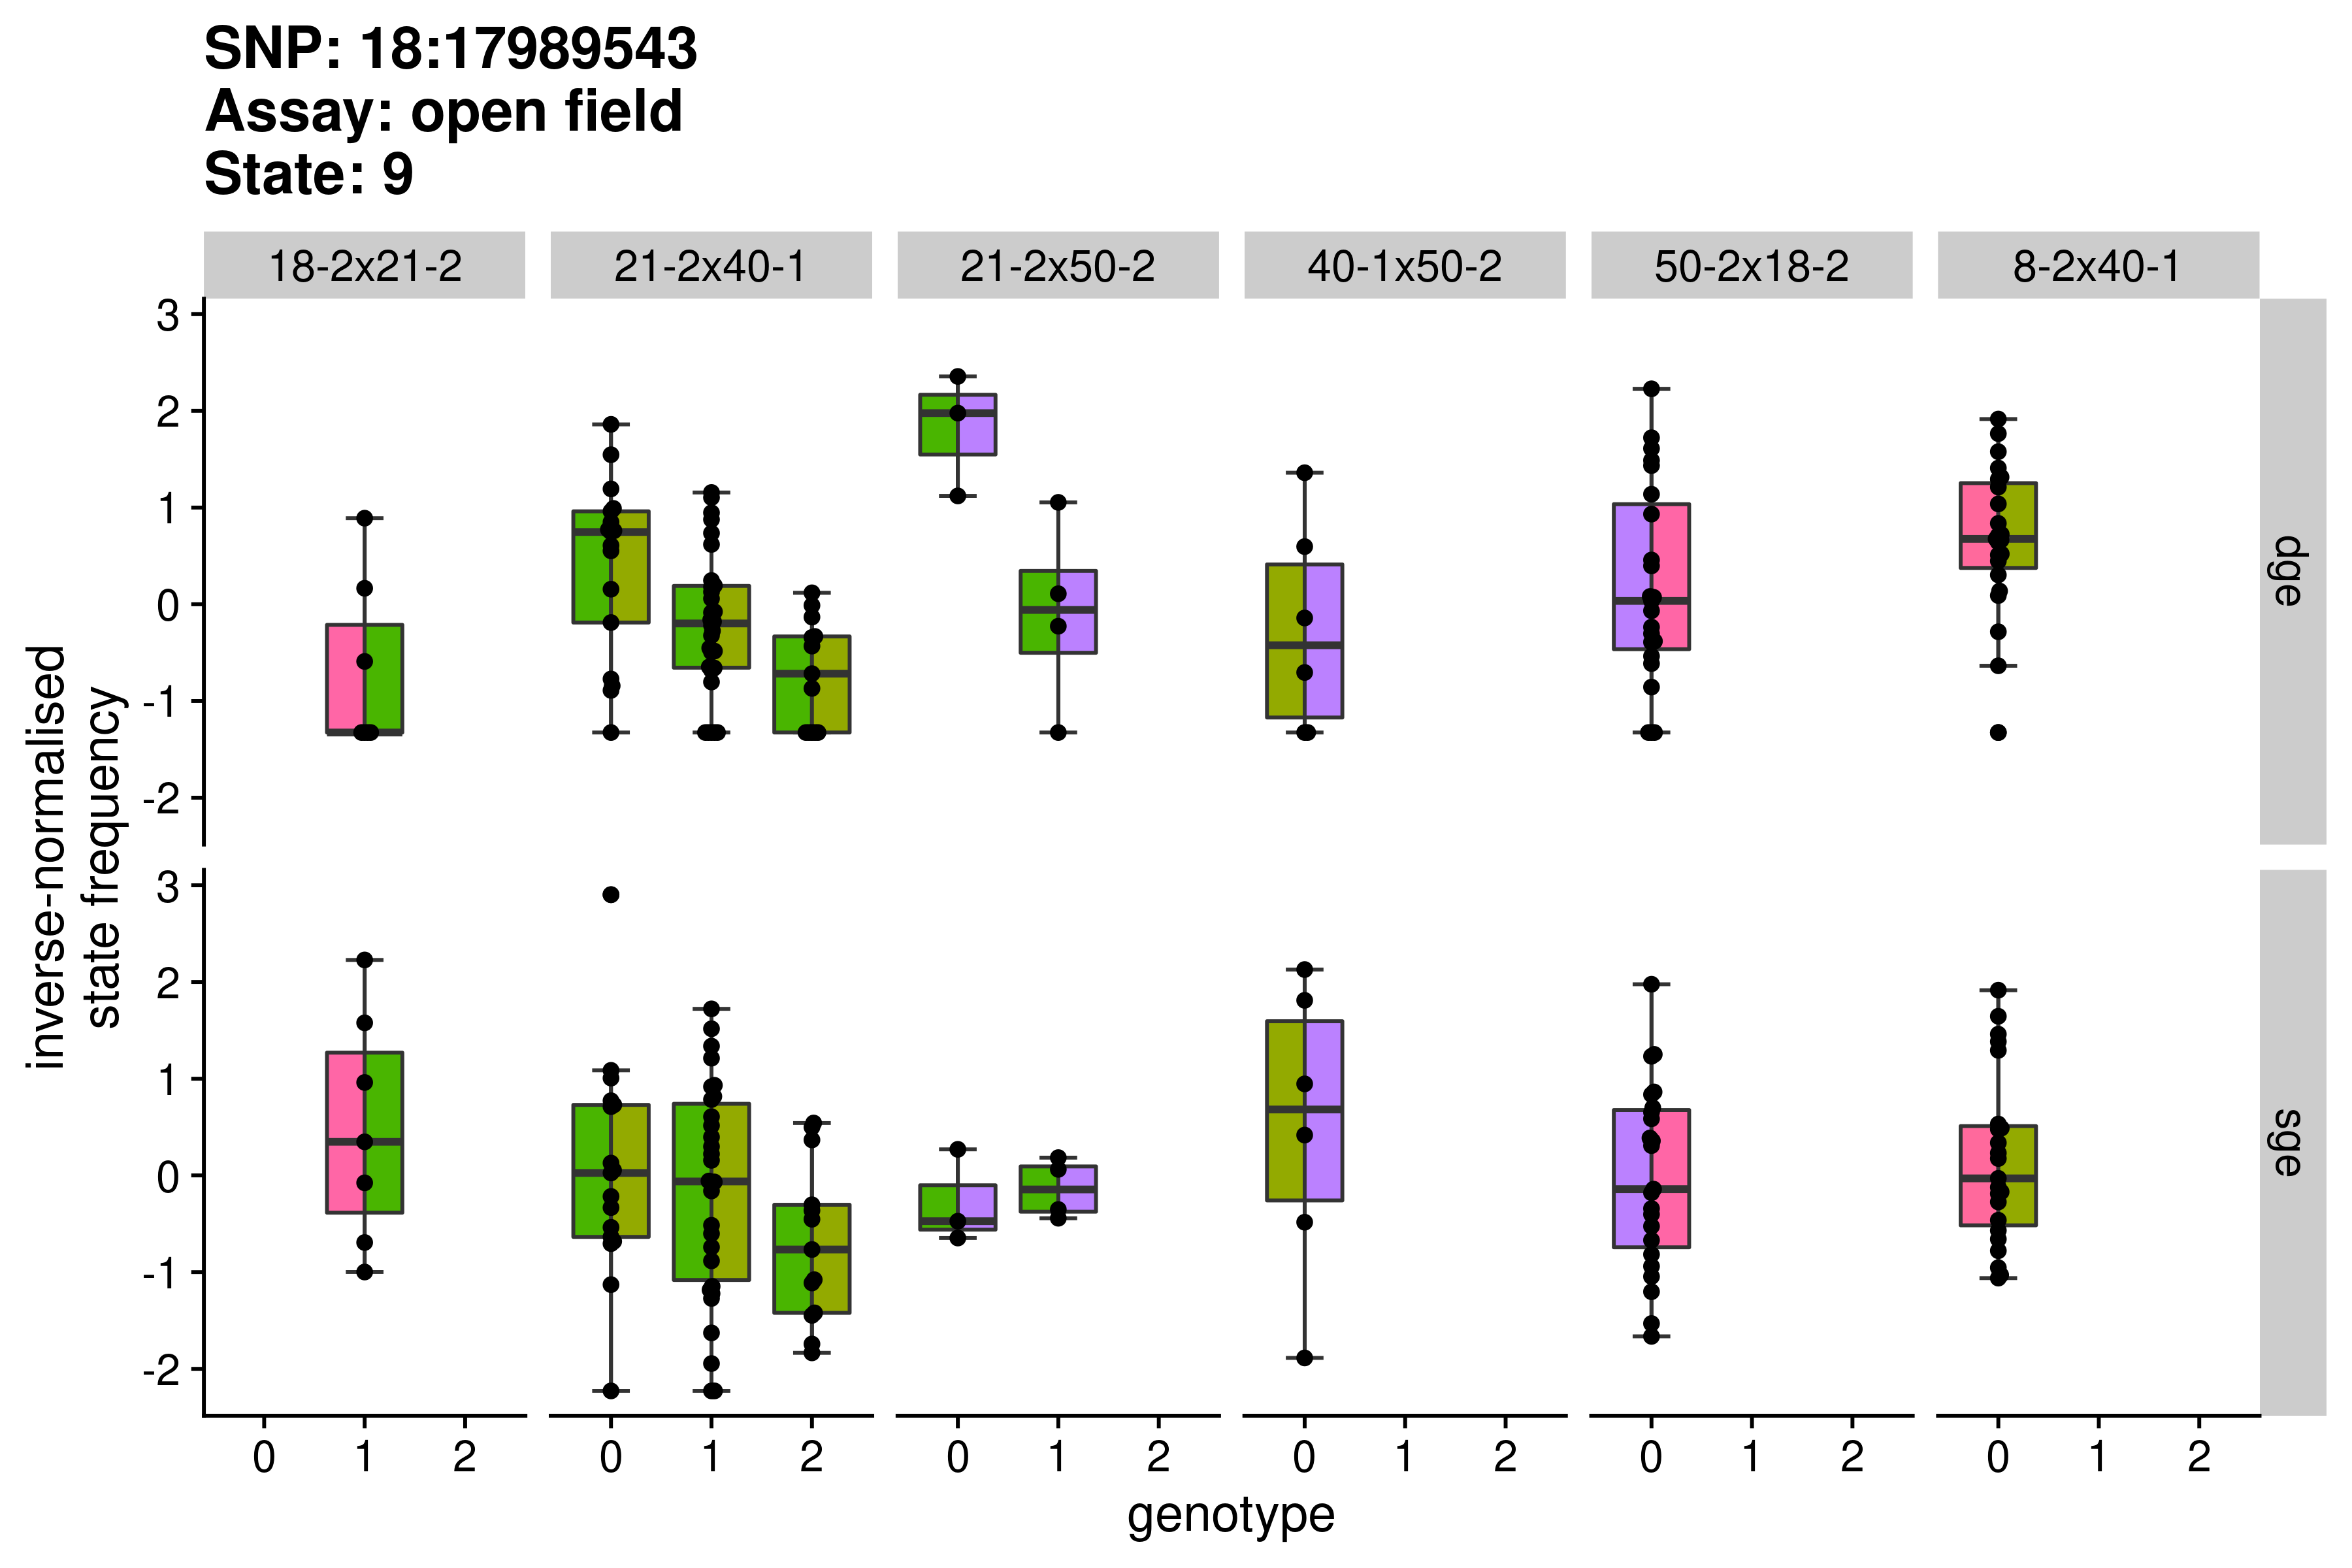 SNP: 18:17989543
Assay: open field
State: 9
18-2x21-2
21-2x40-1
21-2x50-2
40-1x50-2
50-2x18-2
8-2x40-1
inverse-normalised
state frequency
3
2
1
0
-1
-2
dge
3
2
1
0
-1
-2
sge
0 1 2
0 1 2
0 1 2
0 1 2
0 1 2
0 1 2
genotype